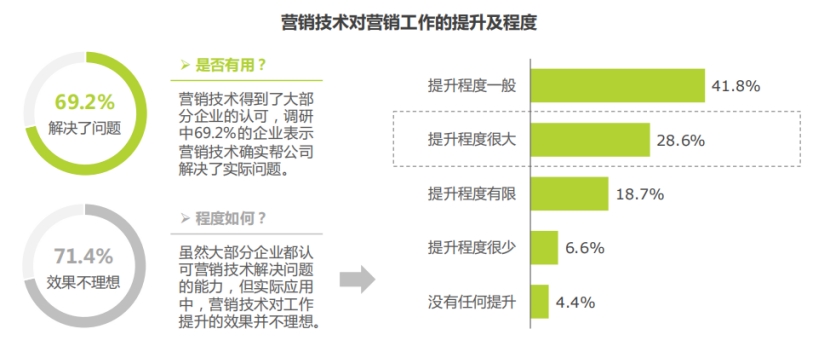 营销技术对营销工作的提升及程度
69.2%
解决了问题
➢ 是否有用？
营销技术得到了大部
分企业的认可，调研
中69.2%的企业表示
营销技术确实帮公司
解决了实际问题。
71.4%
效果不理想
➢ 程度如何？
虽然大部分企业都认
可营销技术解决问题
的能力，但实际应用
中，营销技术对工作
提升的效果并不理想。
提升程度一般 41.8%
提升程度很大 28.6%
提升程度有限 18.7%
提升程度很少 6.6%
没有任何提升 4.4%